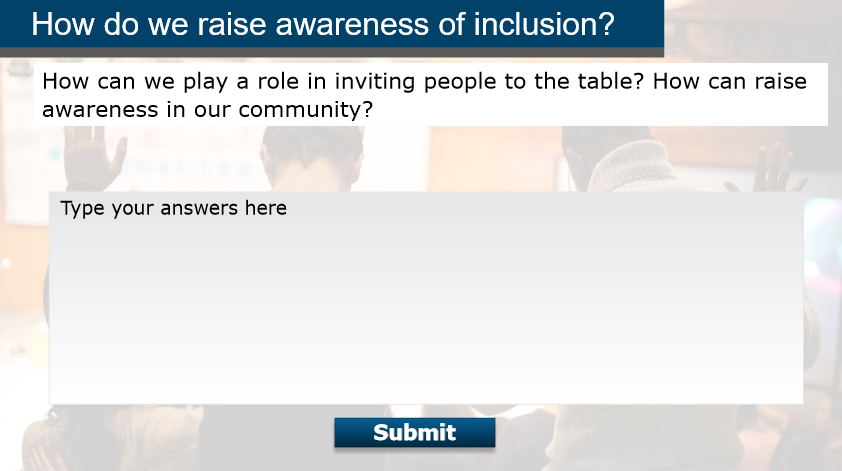 How do we raise awareness of inclusion?
How can we play a role in inviting people to the table? How can raise
awareness in our community?
Type your answers here
Submit